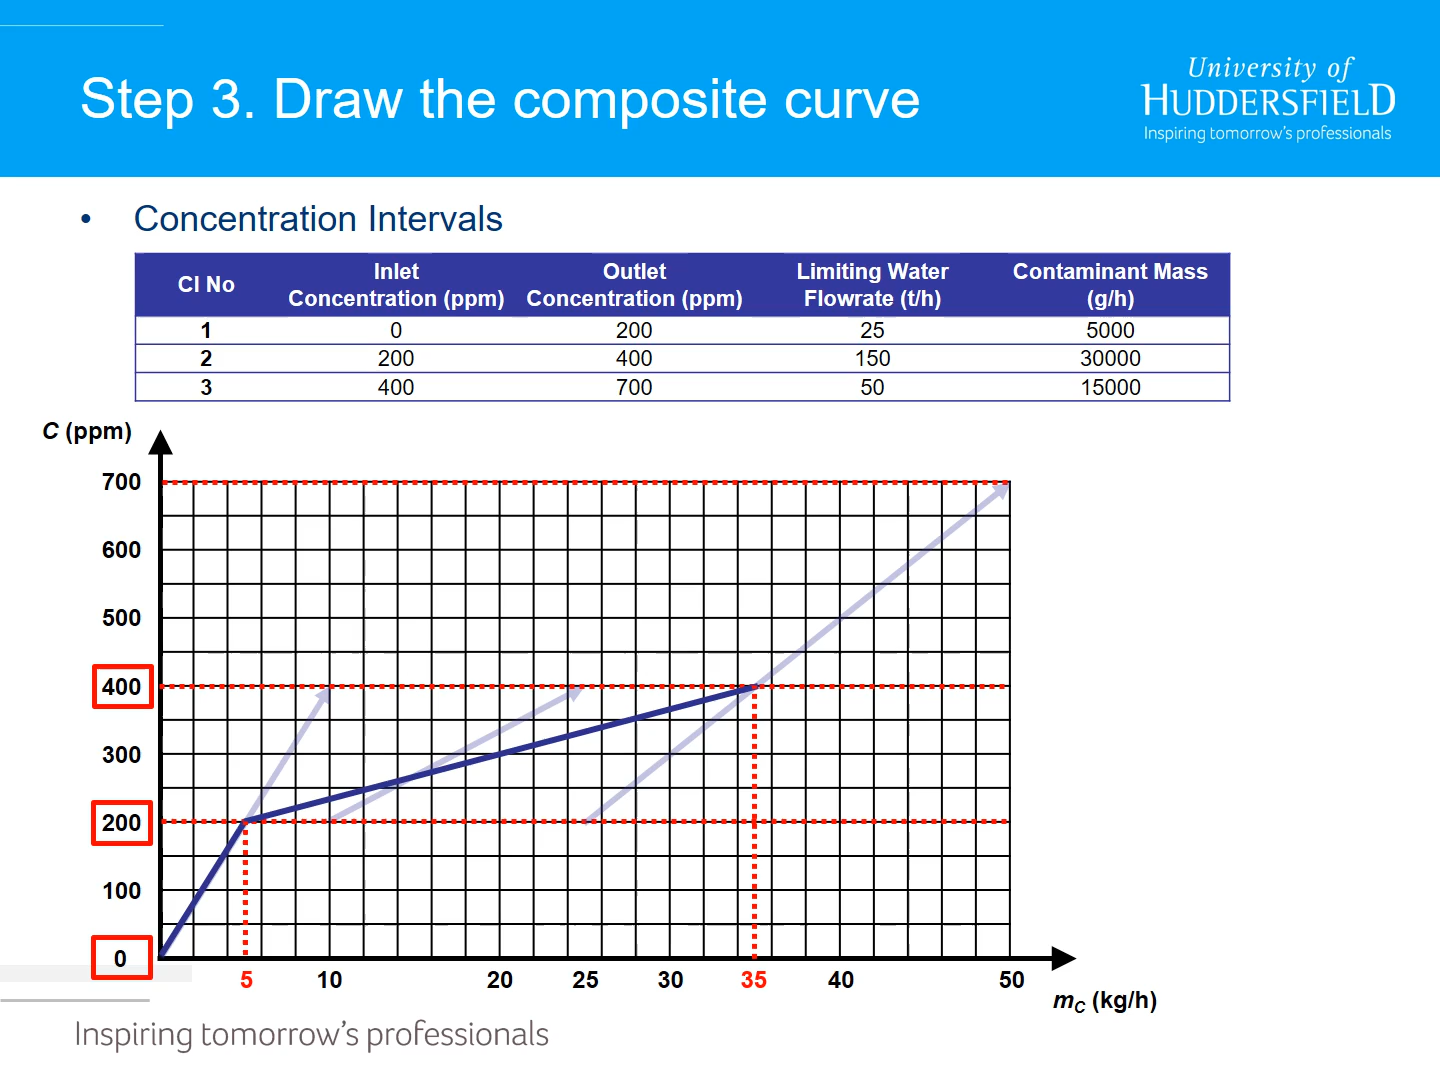 Step 3. Draw the composite curve
University of
HUDDERSFIELD
Inspiring tomorrow's professionals
• Concentration Intervals
CI No Inlet Concentration (ppm) Outlet Concentration (ppm) Limiting Water Flowrate (t/h) Contaminant Mass (g/h)
1 0 200 25 5000
2 200 400 150 30000
3 400 700 50 15000
C (ppm)
700
600
500
400
300
200
100
0
5 10 20 25 30 35 40 50
mC (kg/h)
Inspiring tomorrow's professionals